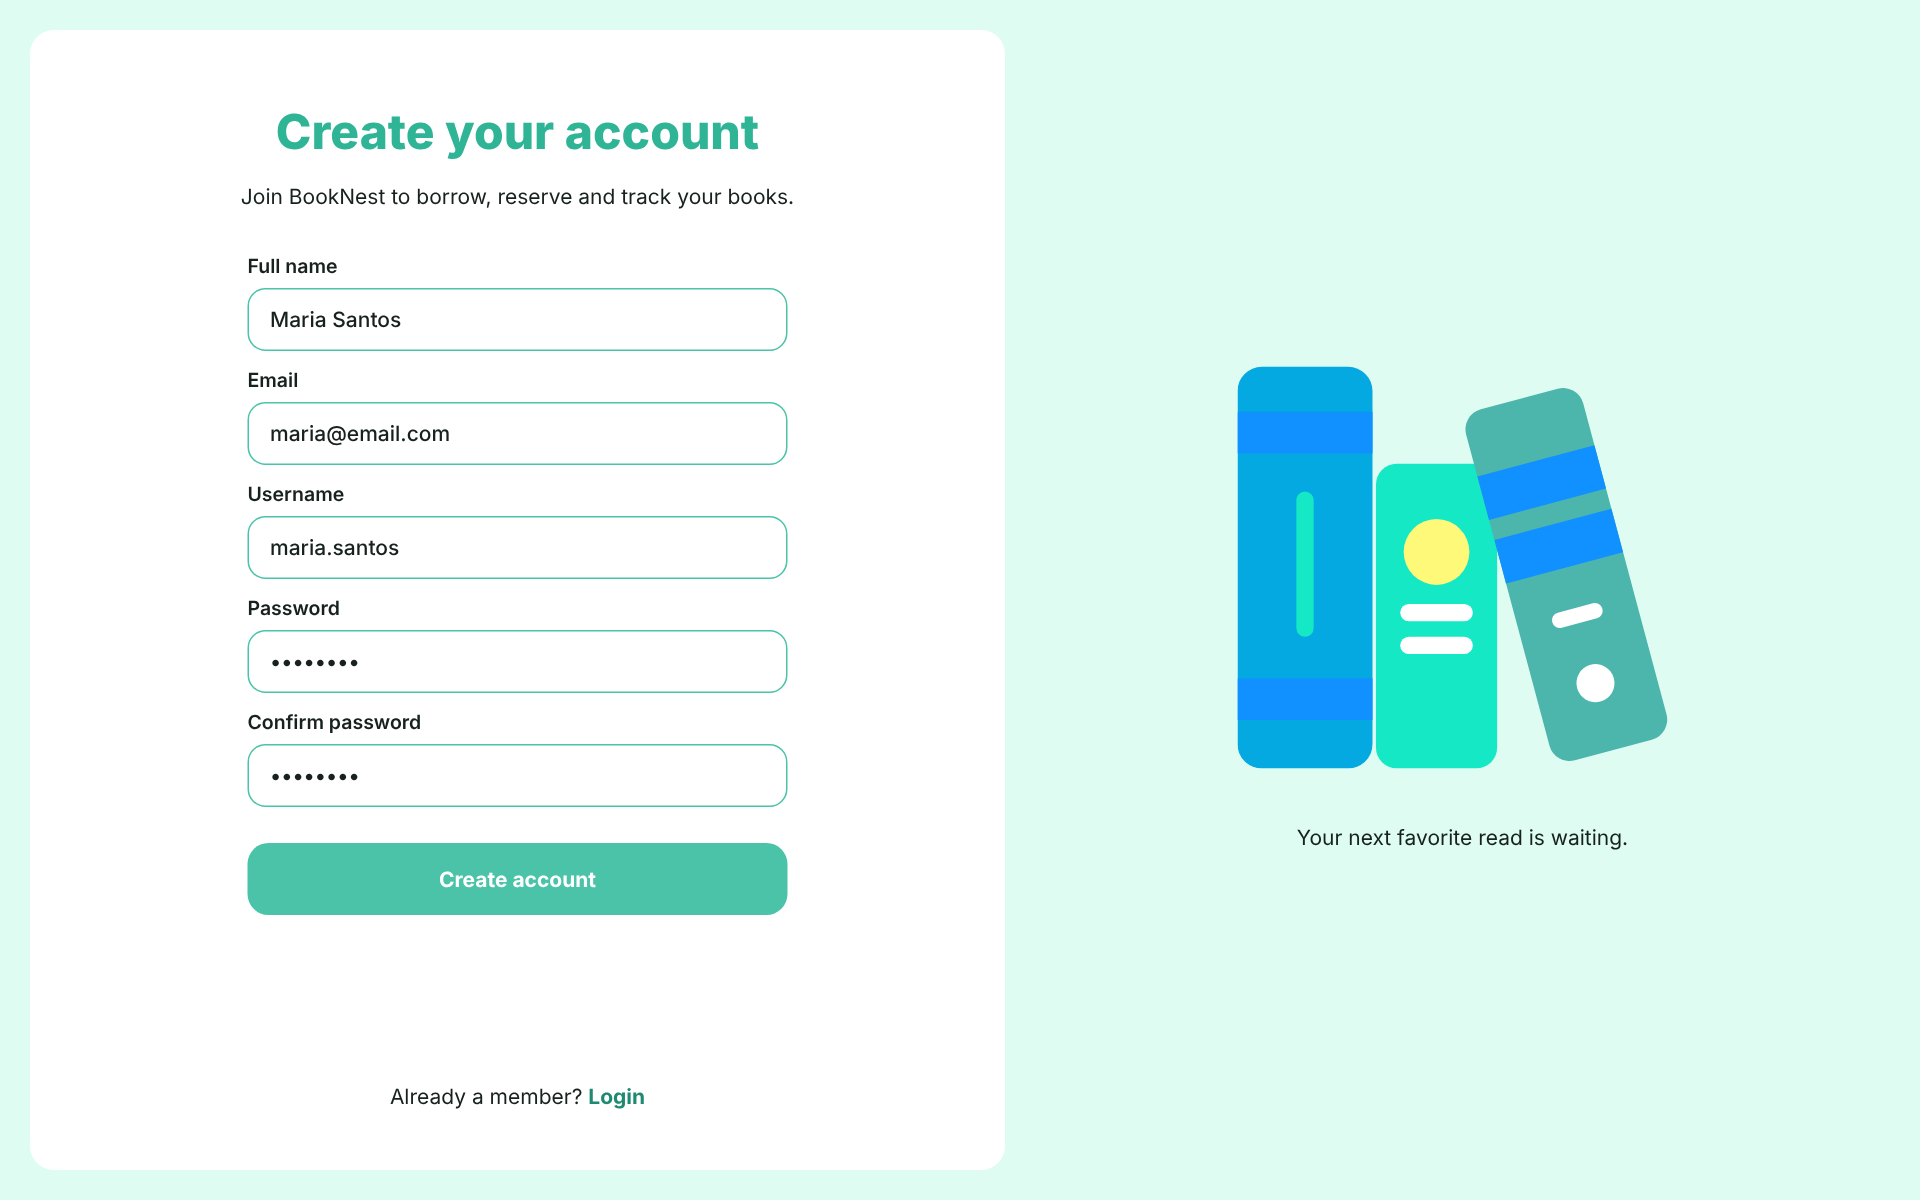 Create your account
Join BookNest to borrow, reserve and track your books.
Full name
Maria Santos
Email
maria@email.com
Username
maria.santos
Password
••••••••
Confirm password
••••••••
Create account
Already a member? Login
Your next favorite read is waiting.